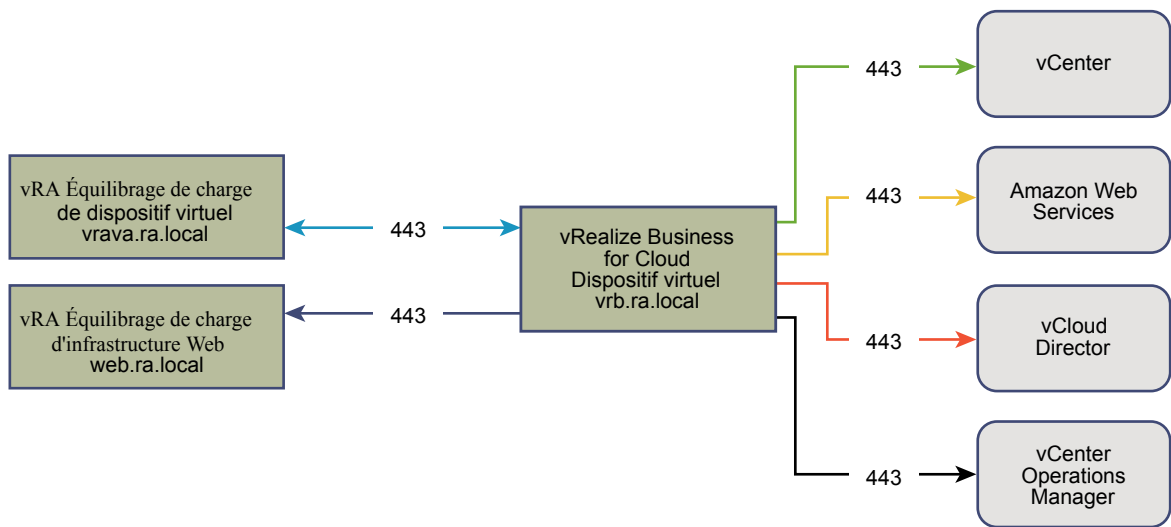 vRA Équilibrage de charge
de dispositif virtuel
vrava.ra.local
vRA Équilibrage de charge
d'infrastructure Web
web.ra.local
443
443
vRealize Business
for Cloud
Dispositif virtuel
vrb.ra.local
443
vCenter
443
Amazon Web
Services
443
vCloud
Director
443
vCenter
Operations
Manager